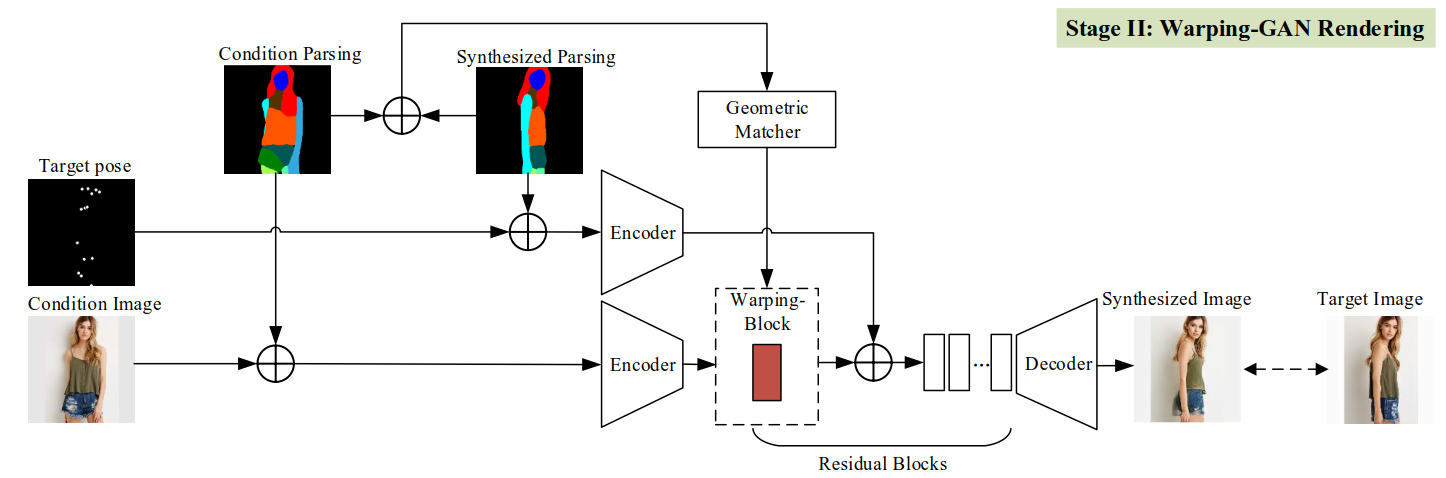 Stage II: Warping-GAN Rendering
Condition Parsing
Synthesized Parsing
Geometric
Matcher
Target pose
Encoder
Condition Image
Warping-
Block
Synthesized Image
Target Image
Encoder
...
Decoder
Residual Blocks